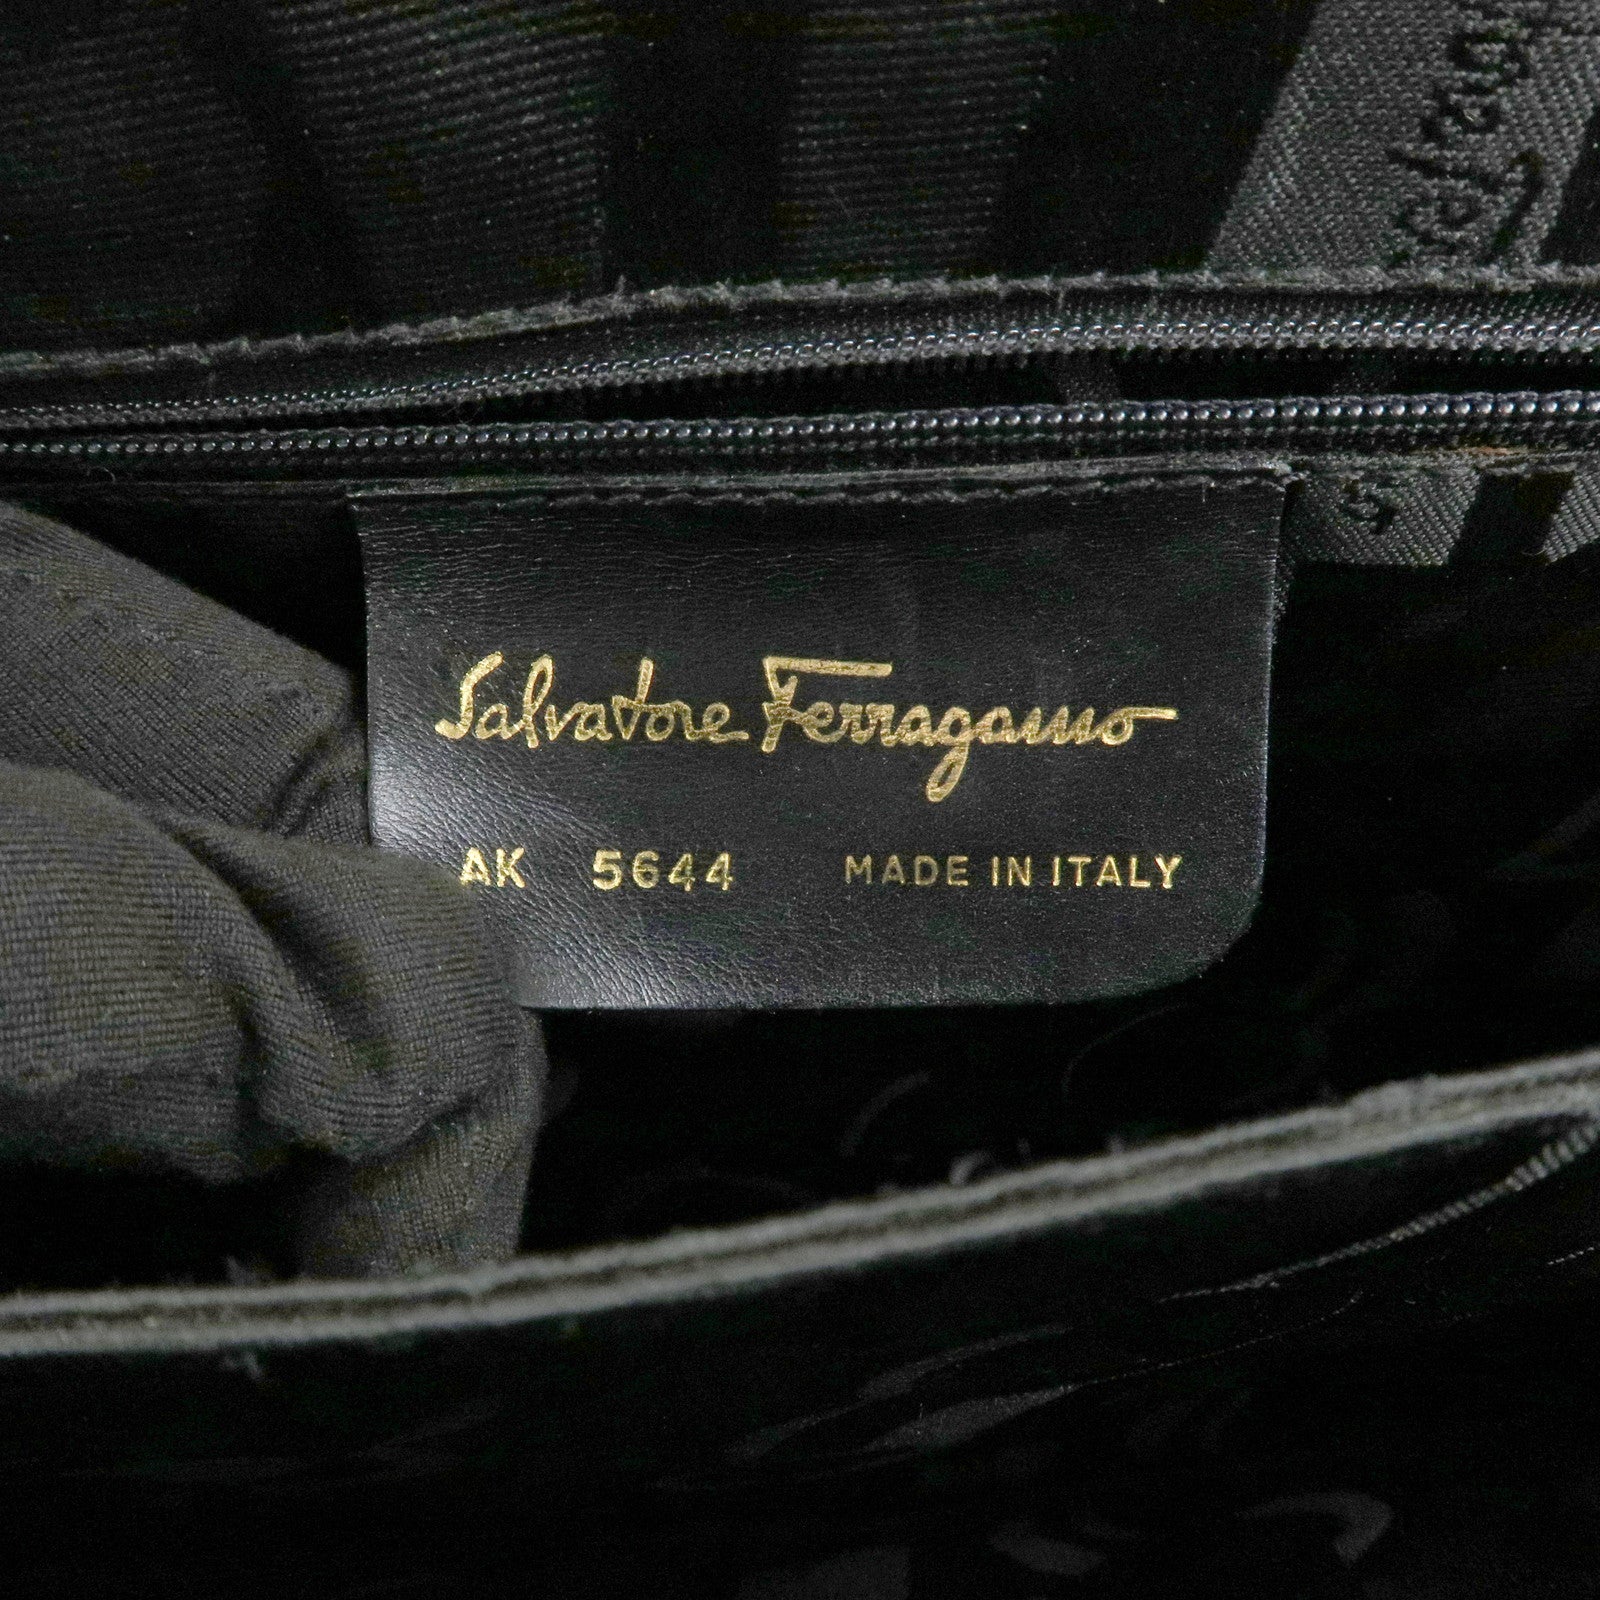 Salvatore Ferragamo
AK 5644 MADE IN ITALY